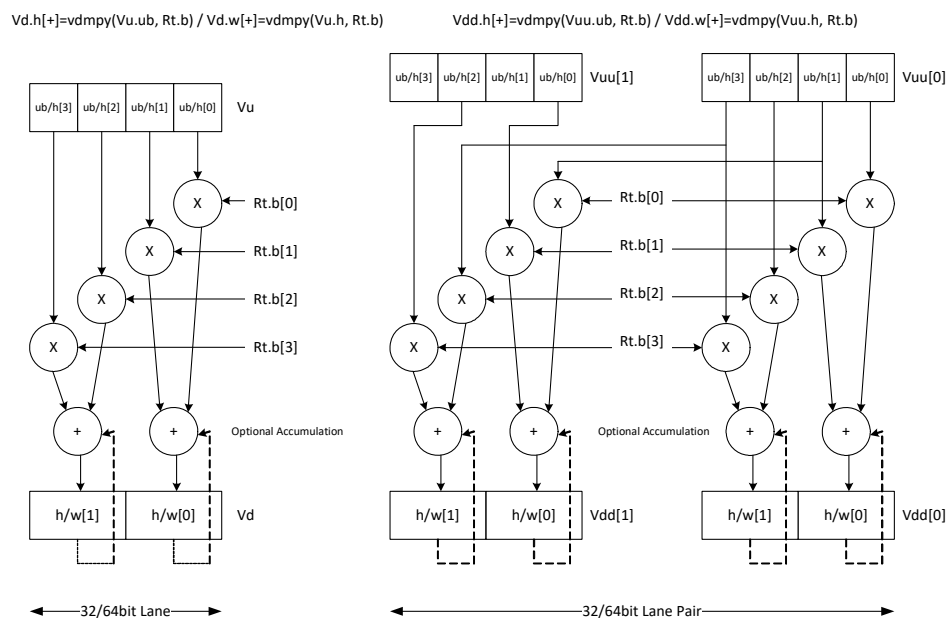 Vd.h[+]=vdmpy(Vu.ub, Rt.b) / Vd.w[+]=vdmpy(Vu.h, Rt.b)
Vdd.h[+]=vdmpy(Vuu.ub, Rt.b) / Vdd.w[+]=vdmpy(Vuu.h, Rt.b)
ub/h[3] ub/h[2] ub/h[1] ub/h[0] Vu
ub/h[3] ub/h[2] ub/h[1] ub/h[0] Vuu[1]
ub/h[3] ub/h[2] ub/h[1] ub/h[0] Vuu[0]
X Rt.b[0] X Rt.b[0] X
X Rt.b[1] X Rt.b[1] X
X Rt.b[2] X Rt.b[2] X
X Rt.b[3] X Rt.b[3] X
+ + Optional Accumulation + + Optional Accumulation + +
h/w[1] h/w[0] Vd
h/w[1] h/w[0] Vdd[1]
h/w[1] h/w[0] Vdd[0]
32/64bit Lane
32/64bit Lane Pair